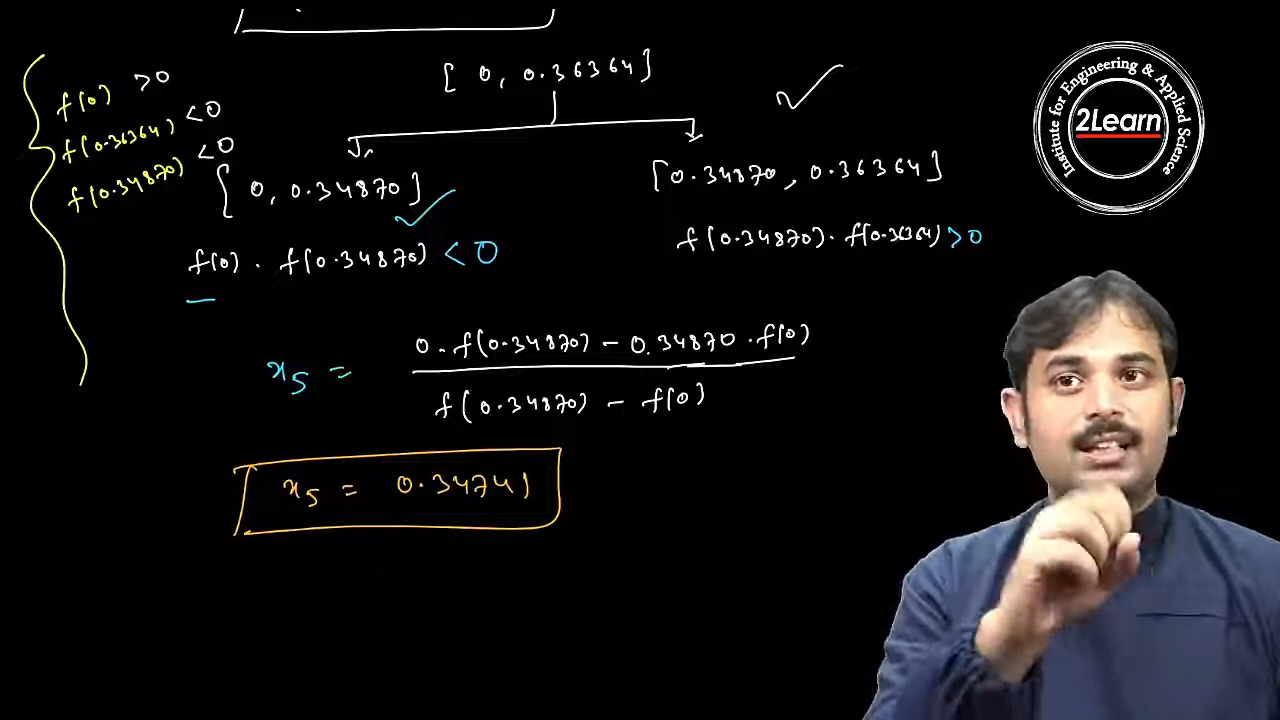 [ 0, 0.36364]
f(0) >0
f(0.36364) <0
f(0.34870) <0
[ 0, 0.34870]
[0.34870, 0.36364]
f(0) . f(0.34870) < 0
f(0.34870). f(0.36364) >0
x5 = 0. f(0.34870) - 0.34870 . f(0)
f(0.34870) - f(0)
x5 = 0.34741
Institute for Engineering & Applied Science
2Learn